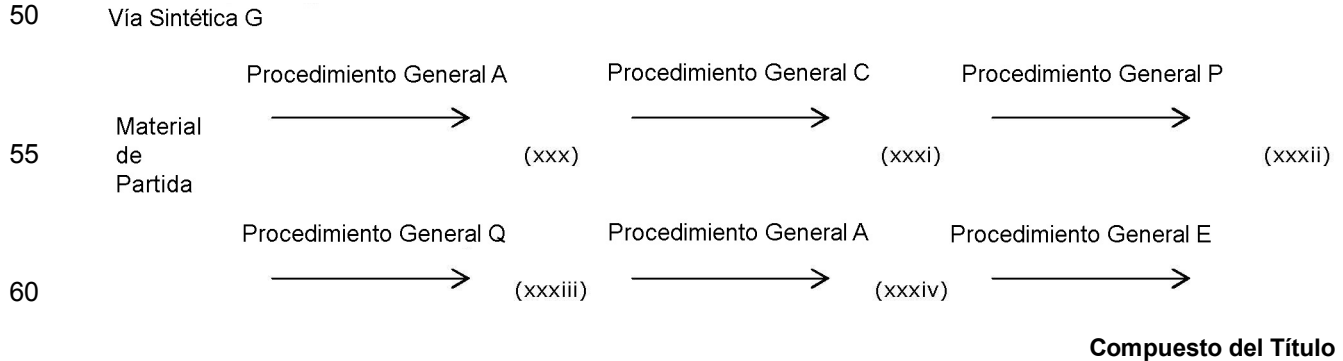 50 Vía Sintética G
Procedimiento General A Procedimiento General C Procedimiento General P
Material
55 de (xxx) (xxxi) (xxxii)
Partida
Procedimiento General Q Procedimiento General A Procedimiento General E
60 (xxxiii) (xxxiv)
Compuesto del Título